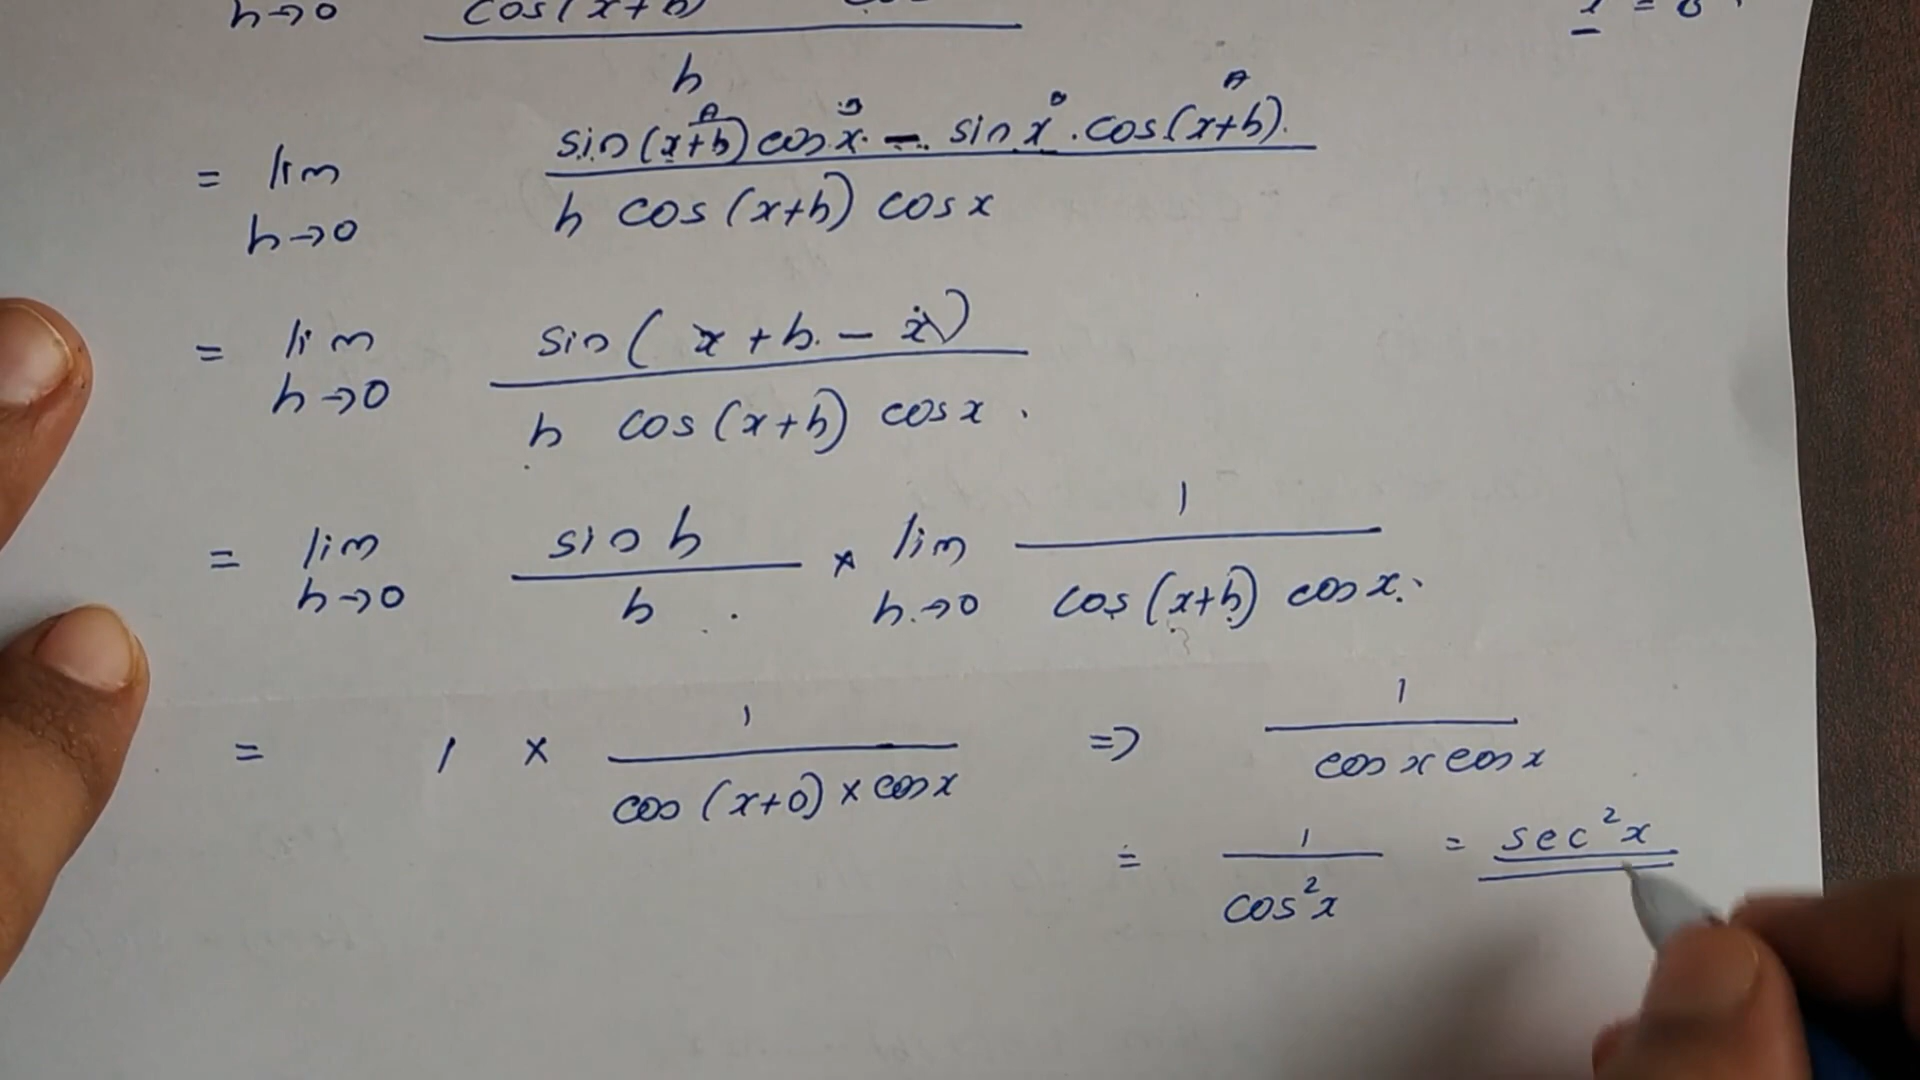 h→0 cos(x+h)
h
= lim h→0 sin(x+h) cos x - sin x . cos(x+h) / h cos(x+h) cos x
= lim h→0 sin(x+h-x) / h cos(x+h) cos x
= lim h→0 sin h / h × lim h→0 1 / cos(x+h) cos x
= 1 × 1 / cos(x+0) × cos x => 1 / cos x cos x
= 1 / cos²x = sec²x